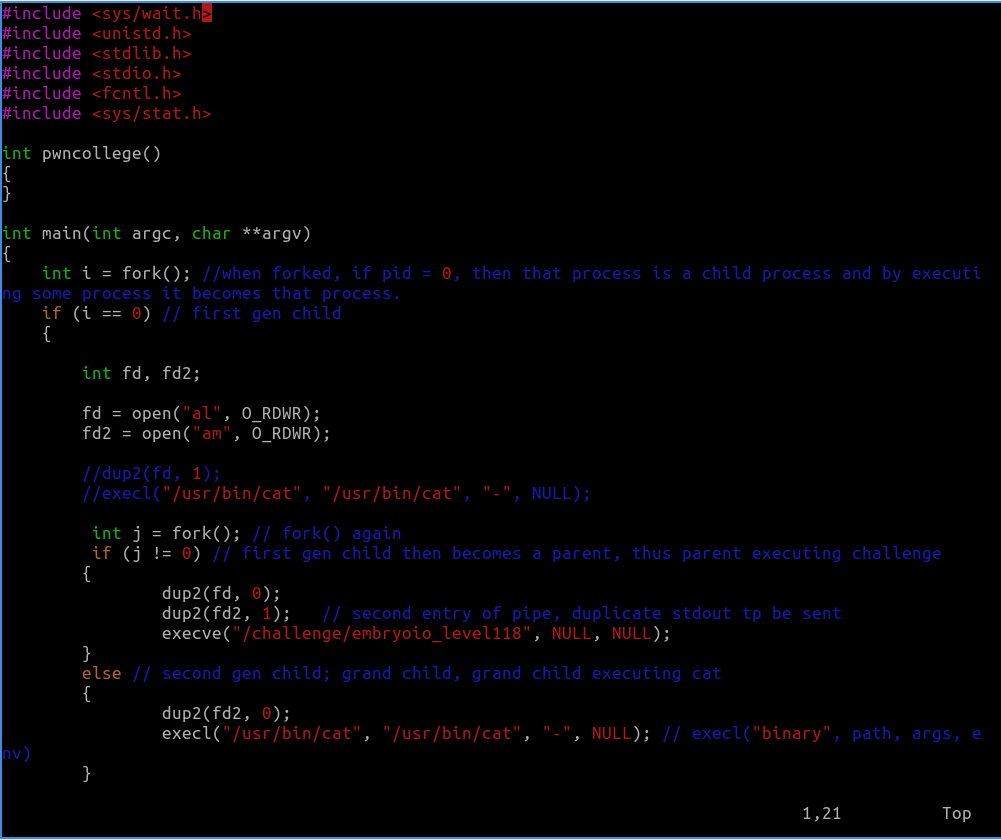 #include <sys/wait.h>
#include <unistd.h>
#include <stdlib.h>
#include <stdio.h>
#include <fcntl.h>
#include <sys/stat.h>

int pwncollege()
{
}

int main(int argc, char **argv)
{
    int i = fork(); //when forked, if pid = 0, then that process is a child process and by executi
ng some process it becomes that process.
    if (i == 0) // first gen child
    {

        int fd, fd2;

        fd = open("al", O_RDWR);
        fd2 = open("am", O_RDWR);

        //dup2(fd, 1);
        //execl("/usr/bin/cat", "/usr/bin/cat", "-", NULL);

         int j = fork(); // fork() again
         if (j != 0) // first gen child then becomes a parent, thus parent executing challenge
        {
                dup2(fd, 0);
                dup2(fd2, 1);   // second entry of pipe, duplicate stdout tp be sent
                execve("/challenge/embryoio_level118", NULL, NULL);
        }
        else // second gen child; grand child, grand child executing cat
        {
                dup2(fd2, 0);
                execl("/usr/bin/cat", "/usr/bin/cat", "-", NULL); // execl("binary", path, args, e
nv)
        }

1,21 Top